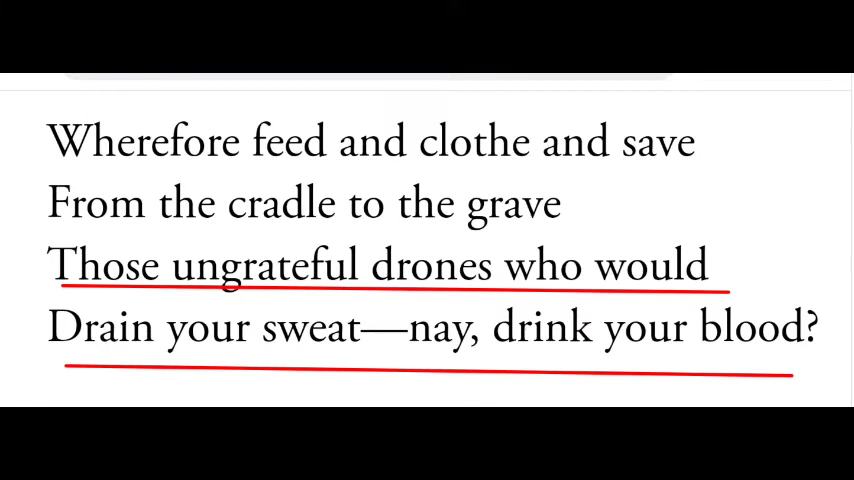 Wherefore feed and clothe and save
From the cradle to the grave
Those ungrateful drones who would
Drain your sweat—nay, drink your blood?